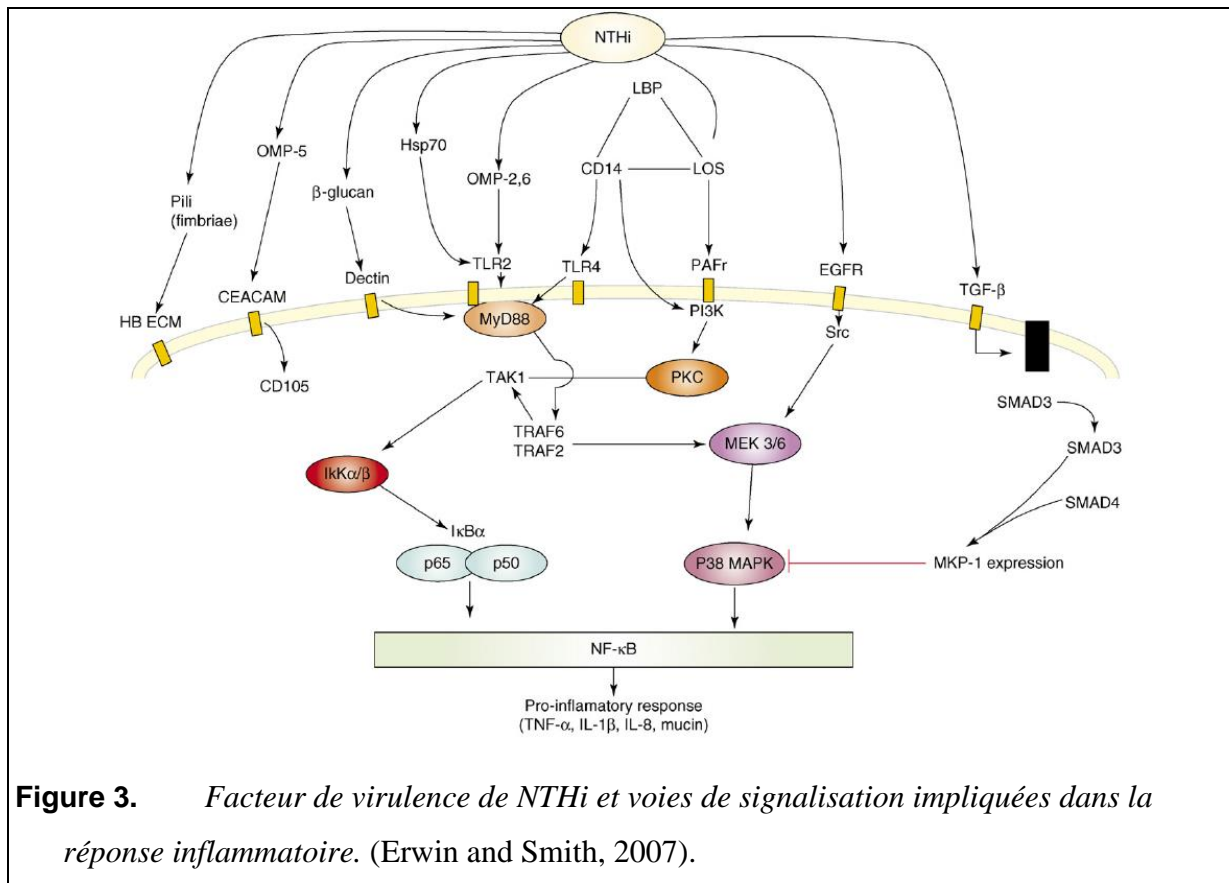 NTHi
LBP
Hsp70
OMP-5
CD14
LOS
OMP-2,6
β-glucan
Pili
(fimbriae)
TLR2
TLR4
PAFr
EGFR
Dectin
TGF-β
CEACAM
HB ECM
MyD88
PI3K
Src
CD105
TAK1
PKC
SMAD3
TRAF6
TRAF2
MEK 3/6
SMAD3
IkKα/β
SMAD4
IκBα
p65
p50
P38 MAPK
MKP-1 expression
NF-κB
Pro-inflamatory response
(TNF-α, IL-1β, IL-8, mucin)
Figure 3. Facteur de virulence de NTHi et voies de signalisation impliquées dans la
réponse inflammatoire. (Erwin and Smith, 2007).